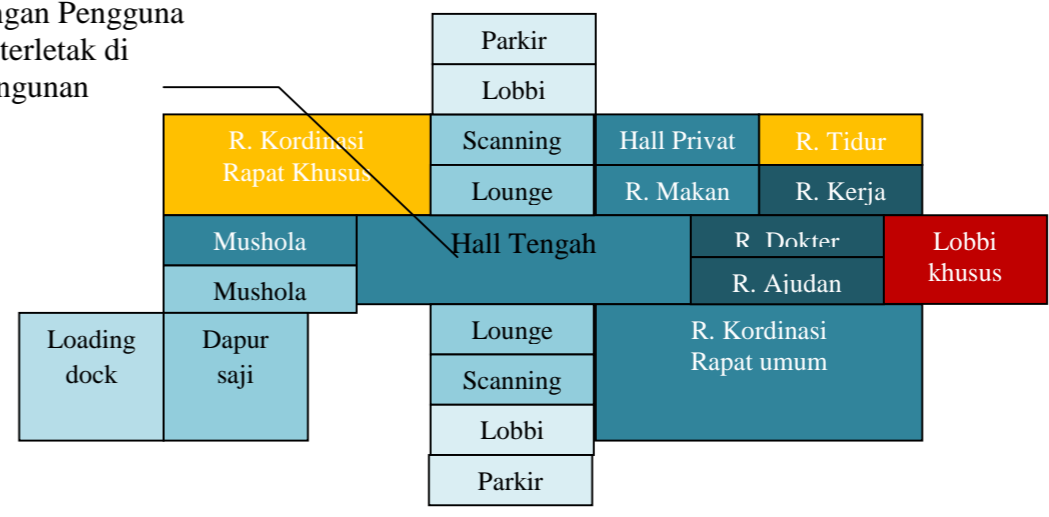 ngan Pengguna
terletak di
ngunan
Parkir
Lobbi
R. Kordinasi
Rapat Khusus
Scanning
Hall Privat
R. Tidur
Lounge
R. Makan
R. Kerja
Mushola
Hall Tengah
R. Dokter
Lobbi
khusus
Mushola
R. Ajudan
Loading
dock
Dapur
saji
Lounge
R. Kordinasi
Rapat umum
Scanning
Lobbi
Parkir